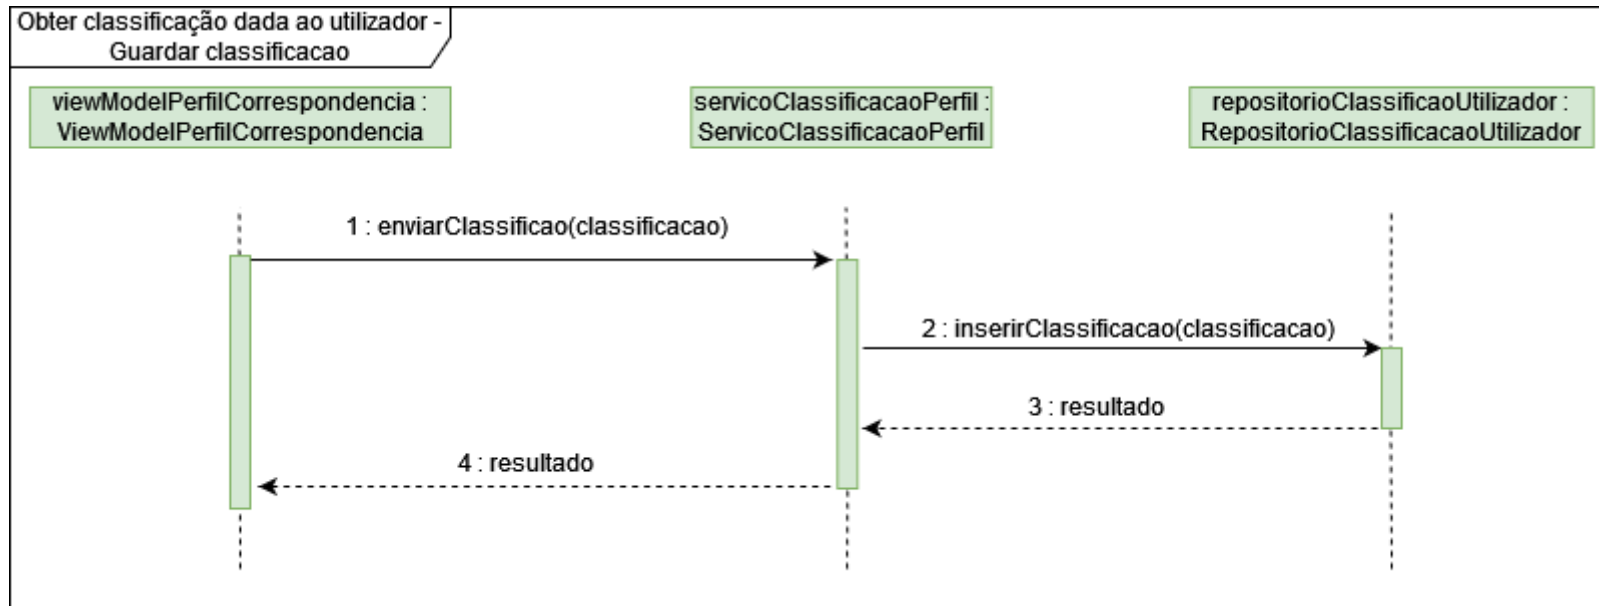 Obter classificação dada ao utilizador -
Guardar classificacao
viewModelPerfilCorrespondencia :
ViewModelPerfilCorrespondencia
servicoClassificacaoPerfil :
ServicoClassificacaoPerfil
repositorioClassificaoUtilizador :
RepositorioClassificacaoUtilizador
1 : enviarClassificao(classificacao)
2 : inserirClassificacao(classificacao)
3 : resultado
4 : resultado